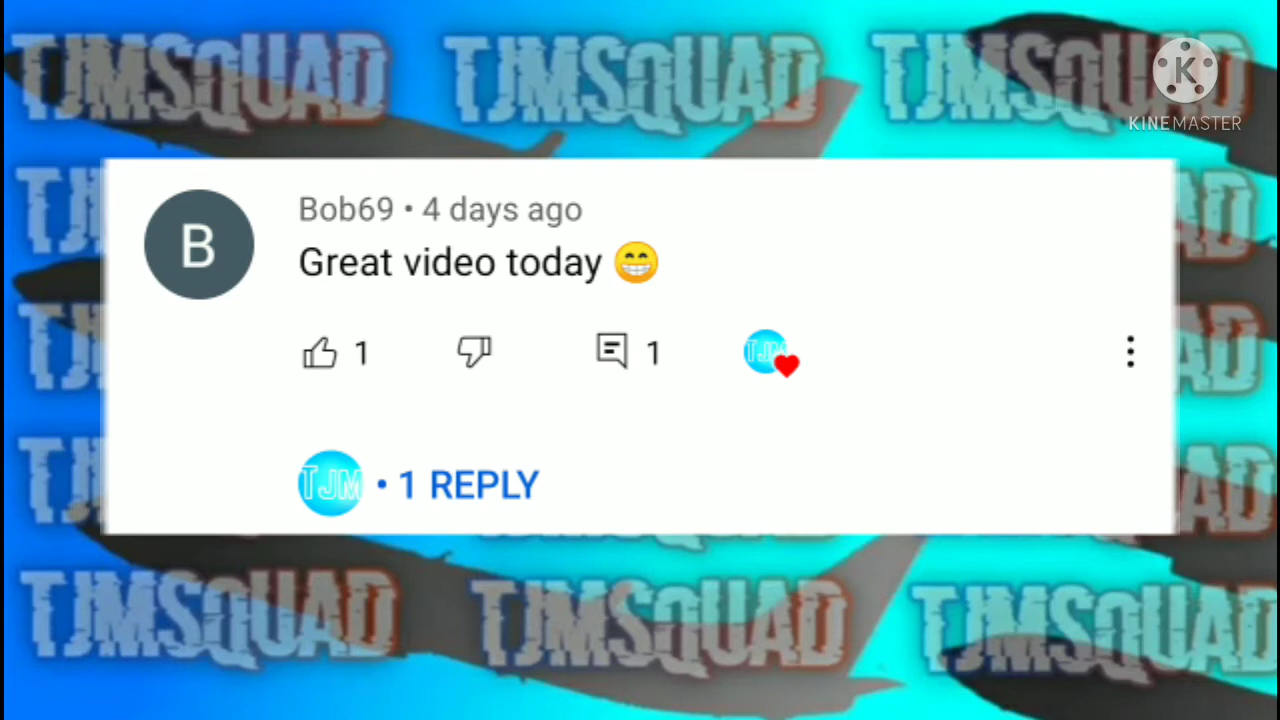 TJMSQUAD TJMSQUAD TJMSQUAD
K
KINEMASTER
B
Bob69 • 4 days ago
Great video today 😁
1 1 TJM
TJM • 1 REPLY
TJMSQUAD TJMSQUAD TJMSQUAD